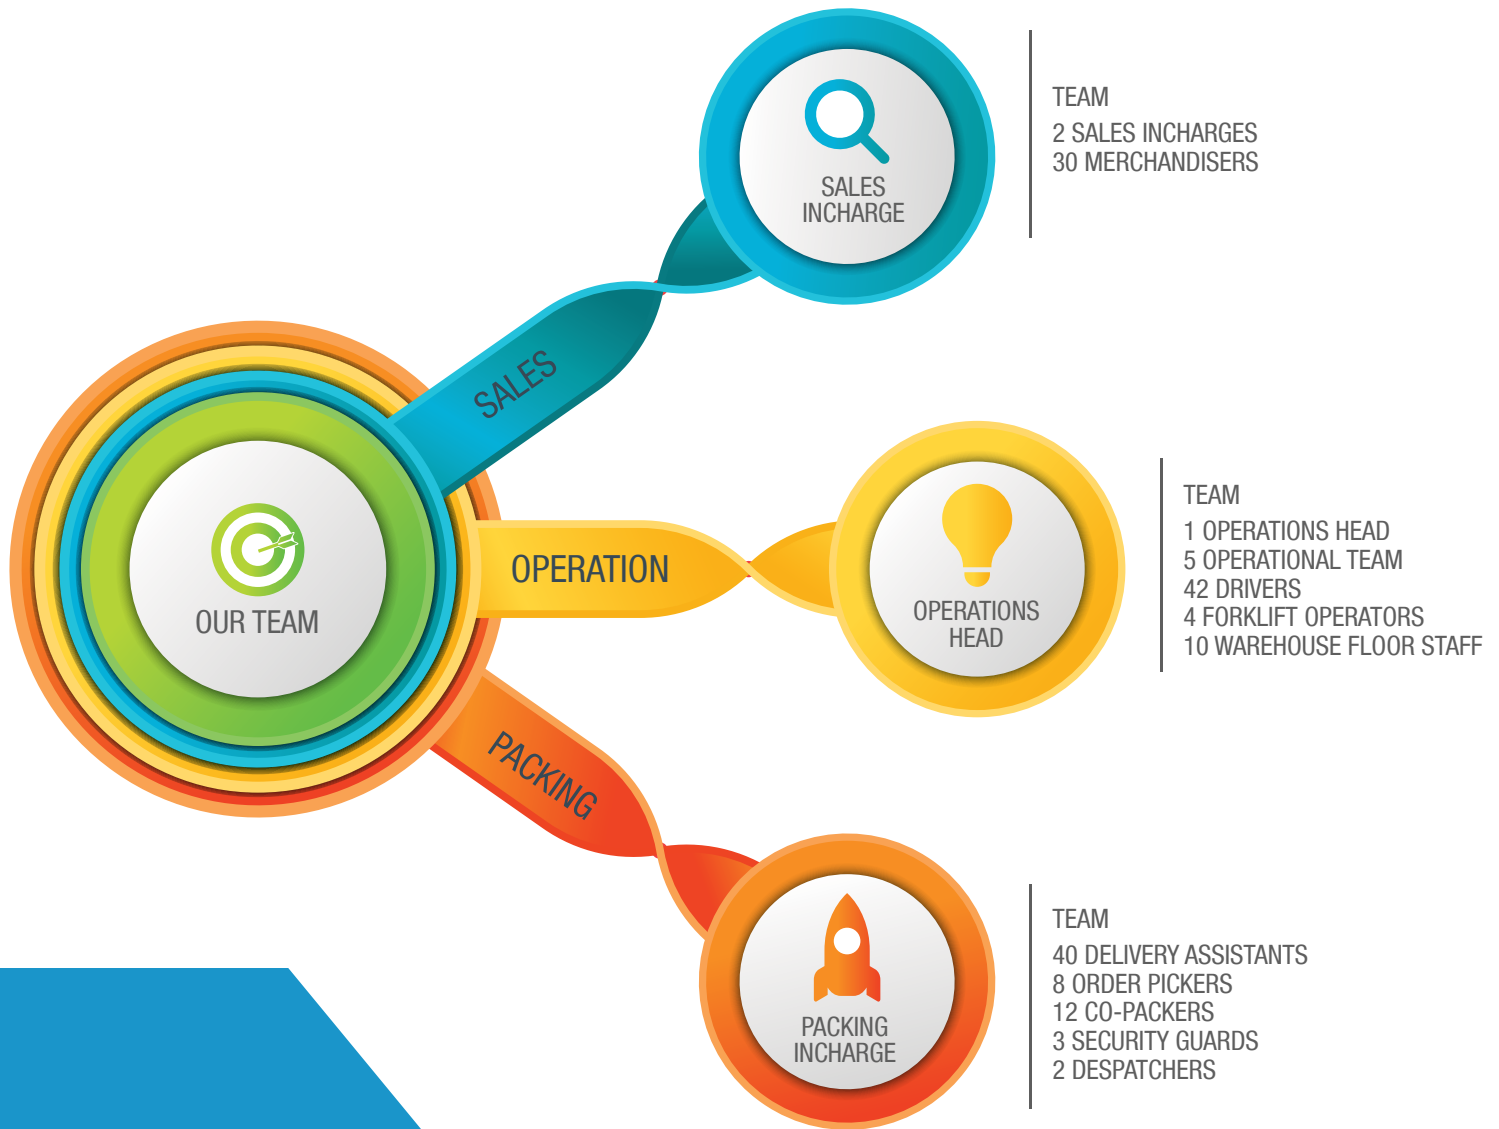 SALES
INCHARGE
TEAM
2 SALES INCHARGES
30 MERCHANDISERS
SALES
OUR TEAM
OPERATION
OPERATIONS
HEAD
TEAM
1 OPERATIONS HEAD
5 OPERATIONAL TEAM
42 DRIVERS
4 FORKLIFT OPERATORS
10 WAREHOUSE FLOOR STAFF
PACKING
PACKING
INCHARGE
TEAM
40 DELIVERY ASSISTANTS
8 ORDER PICKERS
12 CO-PACKERS
3 SECURITY GUARDS
2 DESPATCHERS